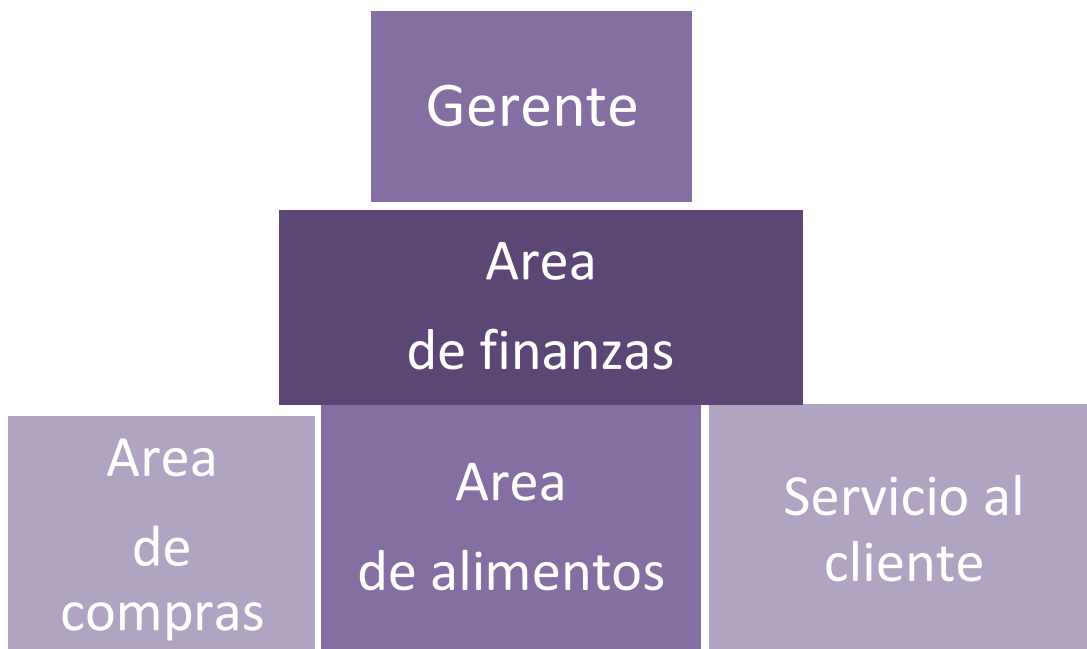 Gerente
Area
de finanzas
Area
de
compras
Area
de alimentos
Servicio al
cliente